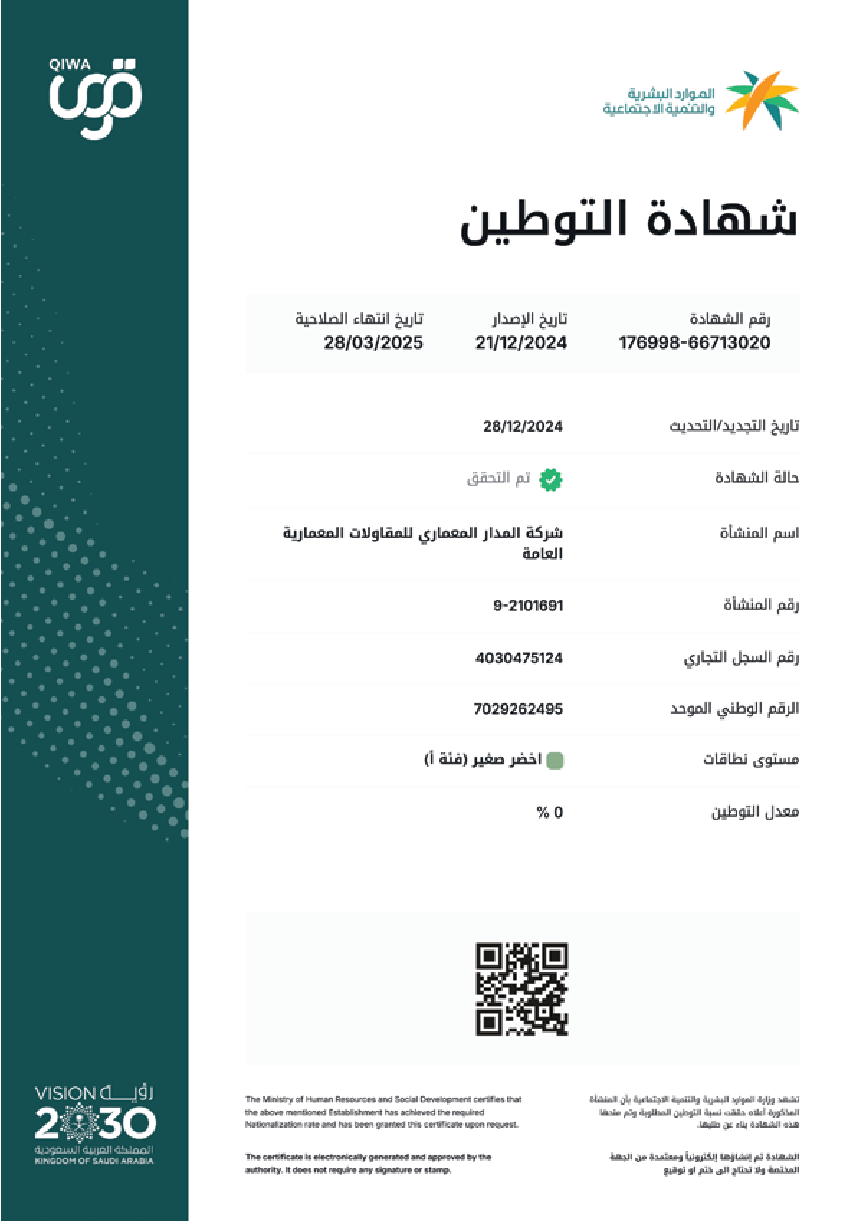 QIWA
قوى
الموارد البشرية
والتنمية الاجتماعية
شهادة التوطين
رقم الشهادة
176998-66713020
تاريخ الإصدار
21/12/2024
تاريخ انتهاء الصلاحية
28/03/2025
تاريخ التجديد/التحديث
28/12/2024
حالة الشهادة
تم التحقق
اسم المنشأة
شركة المدار المعماري للمقاولات المعمارية
العامة
رقم المنشأة
9-2101691
رقم السجل التجاري
4030475124
الرقم الوطني الموحد
7029262495
مستوى نطاقات
اخضر صغير (فئة أ)
معدل التوطين
% 0
تشهد وزارة الموارد البشرية والتنمية الاجتماعية بأن المنشأة
المذكورة أعلاه حققت نسبة التوطين المطلوبة وتم منحها
هذه الشهادة بناء عن طلبها.
الشهادة تم إنشاؤها إلكترونياً ومعتمدة من الجهة
المختصة ولا تحتاج الى ختم او توقيع
The Ministry of Human Resources and Social Development certifies that
the above mentioned Establishment has achieved the required
Nationalization rate and has been granted this certificate upon request.
The certificate is electronically generated and approved by the
authority. It does not require any signature or stamp.
VISION رؤيــة
2030
المملكة العربية السعودية
KINGDOM OF SAUDI ARABIA